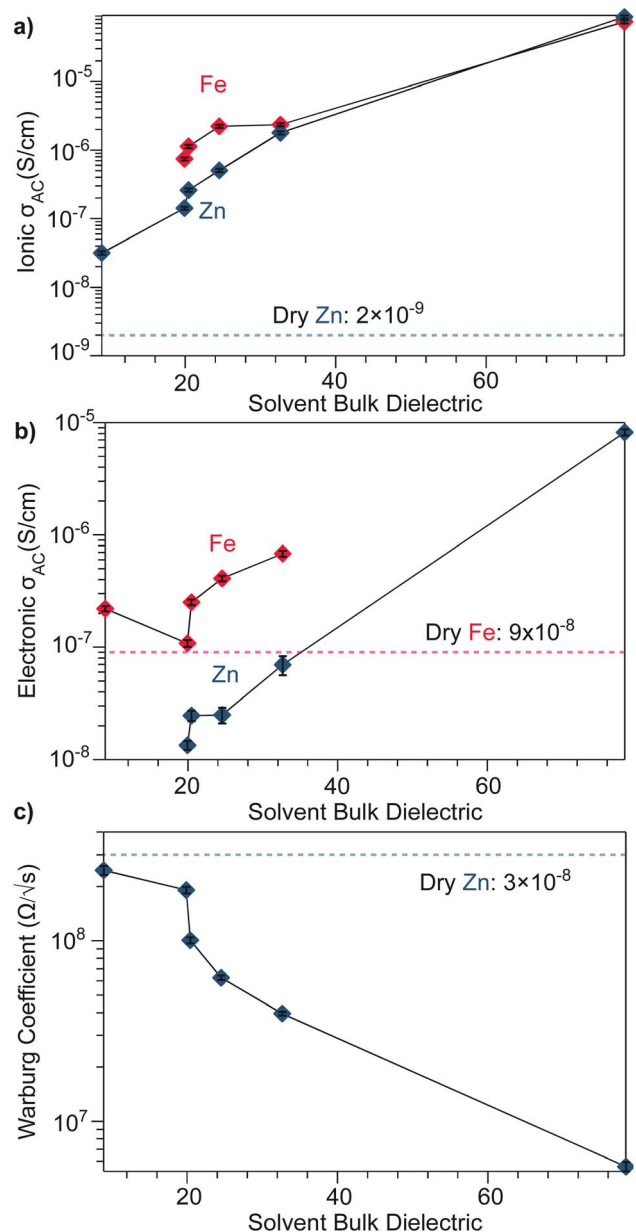 a)
Ionic σAC(S/cm)
10⁻⁵
10⁻⁶
10⁻⁷
10⁻⁸
10⁻⁹
Fe
Zn
Dry Zn: 2×10⁻⁹
20
40
60
Solvent Bulk Dielectric
b)
Electronic σAC(S/cm)
10⁻⁵
10⁻⁶
10⁻⁷
10⁻⁸
Fe
Dry Fe: 9x10⁻⁸
Zn
20
40
60
Solvent Bulk Dielectric
c)
Warburg Coefficient (Ω/√s)
10⁸
10⁷
Dry Zn: 3×10⁻⁸
20
40
60
Solvent Bulk Dielectric